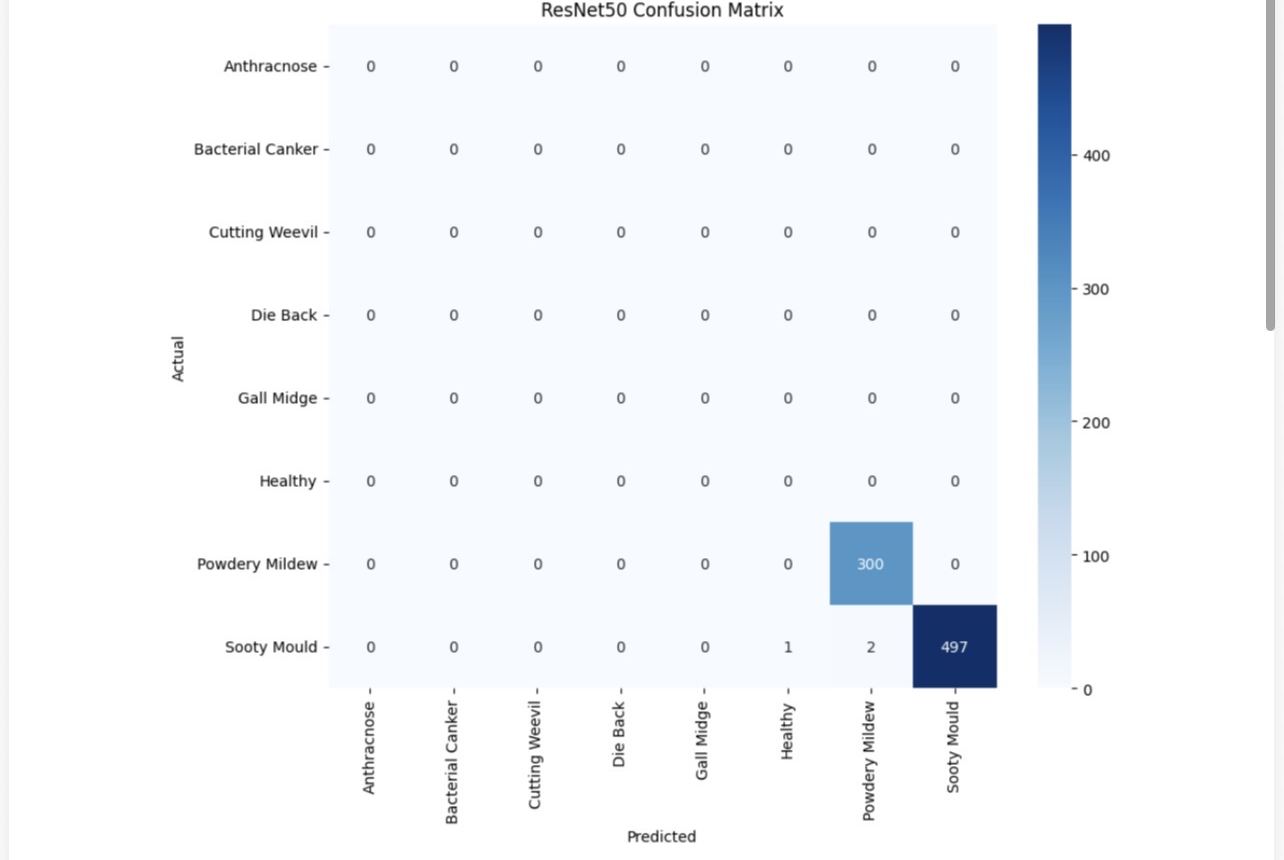 ResNet50 Confusion Matrix
Anthracnose 0 0 0 0 0 0 0 0
Bacterial Canker 0 0 0 0 0 0 0 0
Cutting Weevil 0 0 0 0 0 0 0 0
Die Back 0 0 0 0 0 0 0 0
Gall Midge 0 0 0 0 0 0 0 0
Healthy 0 0 0 0 0 0 0 0
Powdery Mildew 0 0 0 0 0 0 300 0
Sooty Mould 0 0 0 0 0 1 2 497
Actual
Anthracnose
Bacterial Canker
Cutting Weevil
Die Back
Gall Midge
Healthy
Powdery Mildew
Sooty Mould
Predicted
400
300
200
100
0